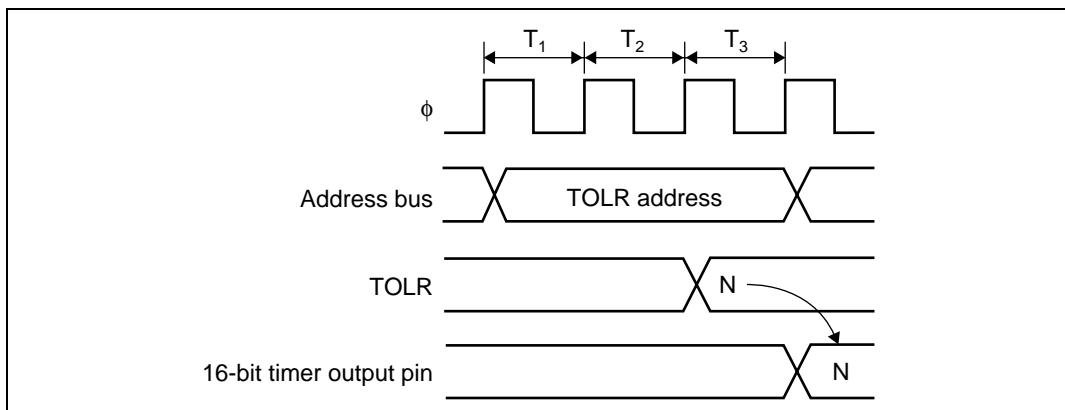 T₁ T₂ T₃
φ
Address bus TOLR address
TOLR N
16-bit timer output pin N